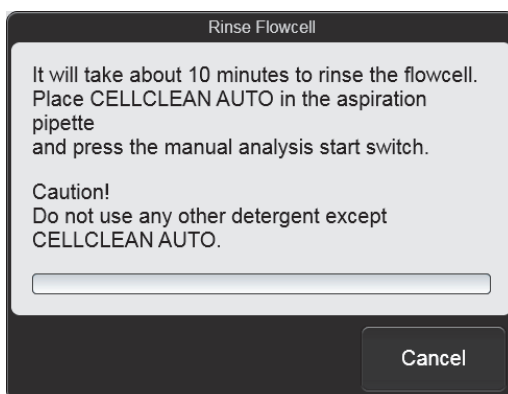 Rinse Flowcell
It will take about 10 minutes to rinse the flowcell.
Place CELLCLEAN AUTO in the aspiration
pipette
and press the manual analysis start switch.
Caution!
Do not use any other detergent except
CELLCLEAN AUTO.
Cancel